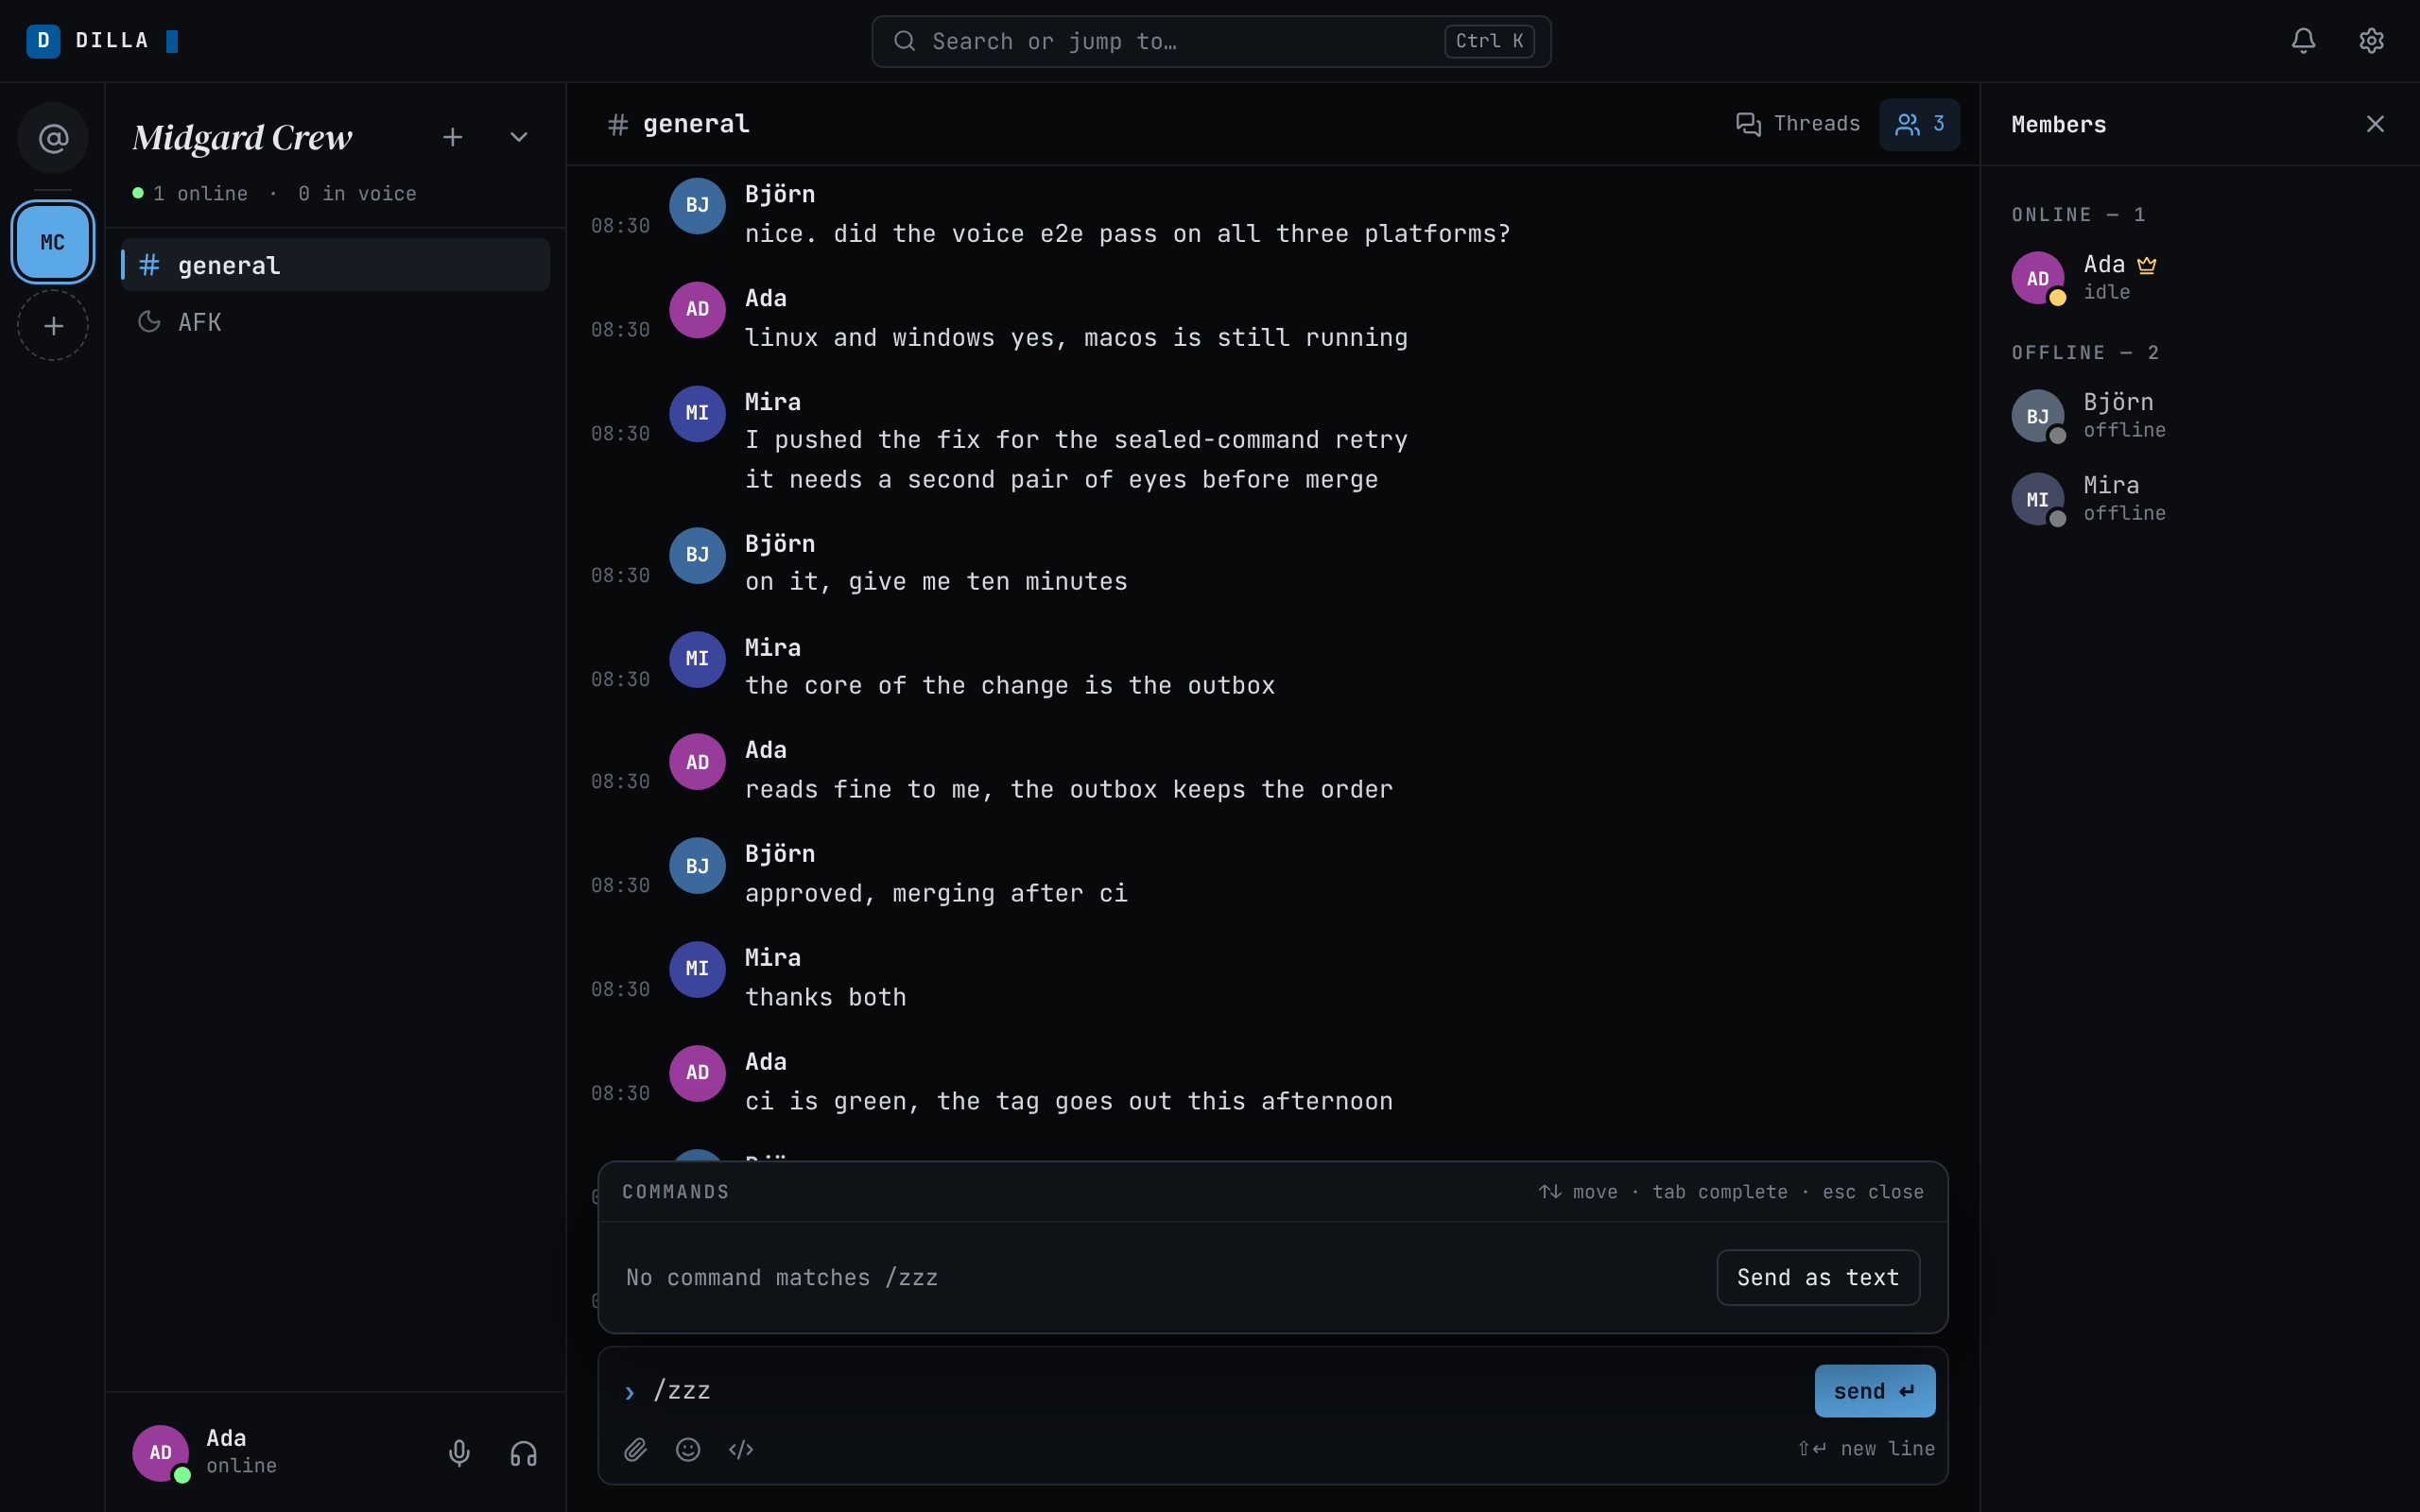 D DILLA
Search or jump to… Ctrl K
@
MC
Midgard Crew
1 online · 0 in voice
# general
AFK
# general
Threads 3
08:30 BJ Björn
nice. did the voice e2e pass on all three platforms?
08:30 AD Ada
linux and windows yes, macos is still running
08:30 MI Mira
I pushed the fix for the sealed-command retry
it needs a second pair of eyes before merge
08:30 BJ Björn
on it, give me ten minutes
08:30 MI Mira
the core of the change is the outbox
08:30 AD Ada
reads fine to me, the outbox keeps the order
08:30 BJ Björn
approved, merging after ci
08:30 MI Mira
thanks both
08:30 AD Ada
ci is green, the tag goes out this afternoon
COMMANDS ↑↓ move · tab complete · esc close
No command matches /zzz Send as text
› /zzz send ↵
⇧↵ new line
AD Ada
online
Members
ONLINE — 1
AD Ada
idle
OFFLINE — 2
BJ Björn
offline
MI Mira
offline